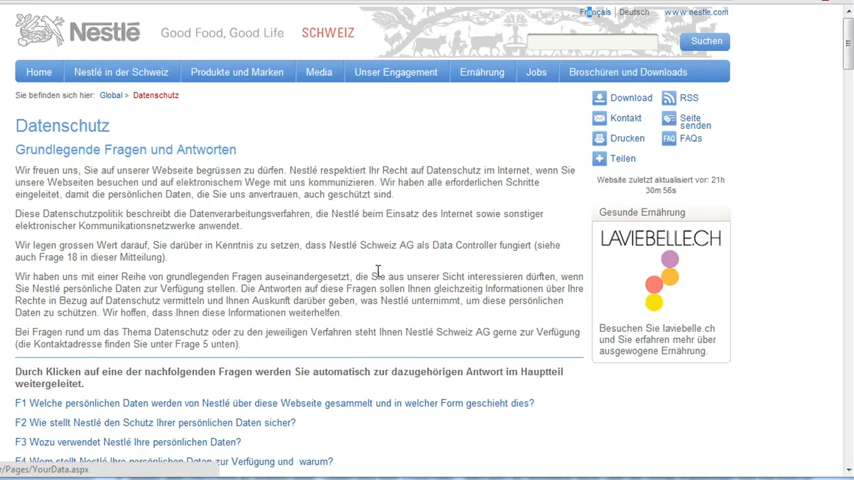 Français Deutsch www.nestle.com
Nestlé Good Food, Good Life SCHWEIZ
Suchen
Home Nestlé in der Schweiz Produkte und Marken Media Unser Engagement Ernährung Jobs Broschüren und Downloads
Sie befinden sich hier: Global > Datenschutz
Datenschutz
Grundlegende Fragen und Antworten
Wir freuen uns, Sie auf unserer Webseite begrüssen zu dürfen. Nestlé respektiert Ihr Recht auf Datenschutz im Internet, wenn Sie
unsere Webseiten besuchen und auf elektronischem Wege mit uns kommunizieren. Wir haben alle erforderlichen Schritte
eingeleitet, damit die persönlichen Daten, die Sie uns anvertrauen, auch geschützt sind.
Diese Datenschutzpolitik beschreibt die Datenverarbeitungsverfahren, die Nestlé beim Einsatz des Internet sowie sonstiger
elektronischer Kommunikationsnetzwerke anwendet.
Wir legen grossen Wert darauf, Sie darüber in Kenntnis zu setzen, dass Nestlé Schweiz AG als Data Controller fungiert (siehe
auch Frage 18 in dieser Mitteilung).
Wir haben uns mit einer Reihe von grundlegenden Fragen auseinandergesetzt, die Sie aus unserer Sicht interessieren dürften, wenn
Sie Nestlé persönliche Daten zur Verfügung stellen. Die Antworten auf diese Fragen sollen Ihnen gleichzeitig Informationen über Ihre
Rechte in Bezug auf Datenschutz vermitteln und Ihnen Auskunft darüber geben, was Nestlé unternimmt, um diese persönlichen
Daten zu schützen. Wir hoffen, dass Ihnen diese Informationen weiterhelfen.
Bei Fragen rund um das Thema Datenschutz oder zu den jeweiligen Verfahren steht Ihnen Nestlé Schweiz AG gerne zur Verfügung
(die Kontaktadresse finden Sie unter Frage 5 unten).
Durch Klicken auf eine der nachfolgenden Fragen werden Sie automatisch zur dazugehörigen Antwort im Hauptteil
weitergeleitet.
F1 Welche persönlichen Daten werden von Nestlé über diese Webseite gesammelt und in welcher Form geschieht dies?
F2 Wie stellt Nestlé den Schutz Ihrer persönlichen Daten sicher?
F3 Wozu verwendet Nestlé Ihre persönlichen Daten?
F4 Wem stellt Nestlé Ihre persönlichen Daten zur Verfügung und warum?
r/Pages/YourData.aspx
Download RSS
Kontakt Seite
senden
Drucken FAQ FAQs
Teilen
Website zuletzt aktualisiert vor: 21h
30m 56s
Gesunde Ernährung
LAVIEBELLE.CH
Besuchen Sie laviebelle.ch
und Sie erfahren mehr über
ausgewogene Ernährung.